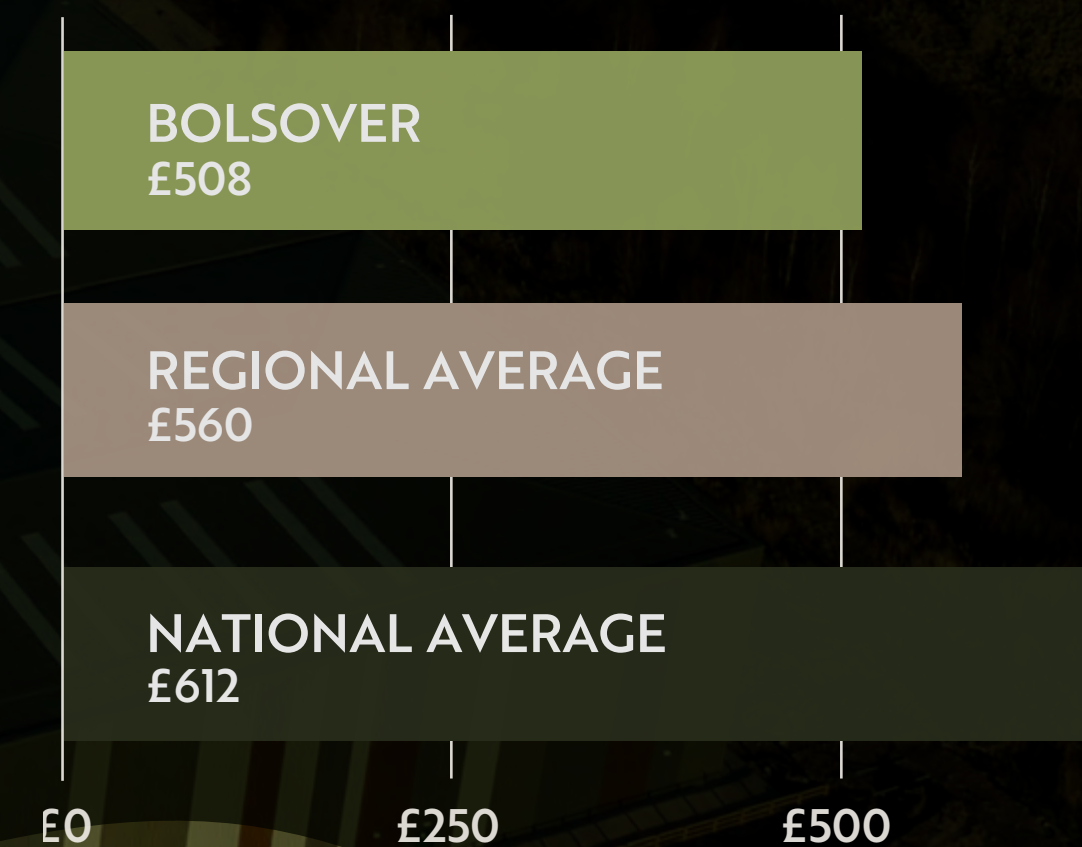 BOLSOVER
£508
REGIONAL AVERAGE
£560
NATIONAL AVERAGE
£612
£0 £250 £500